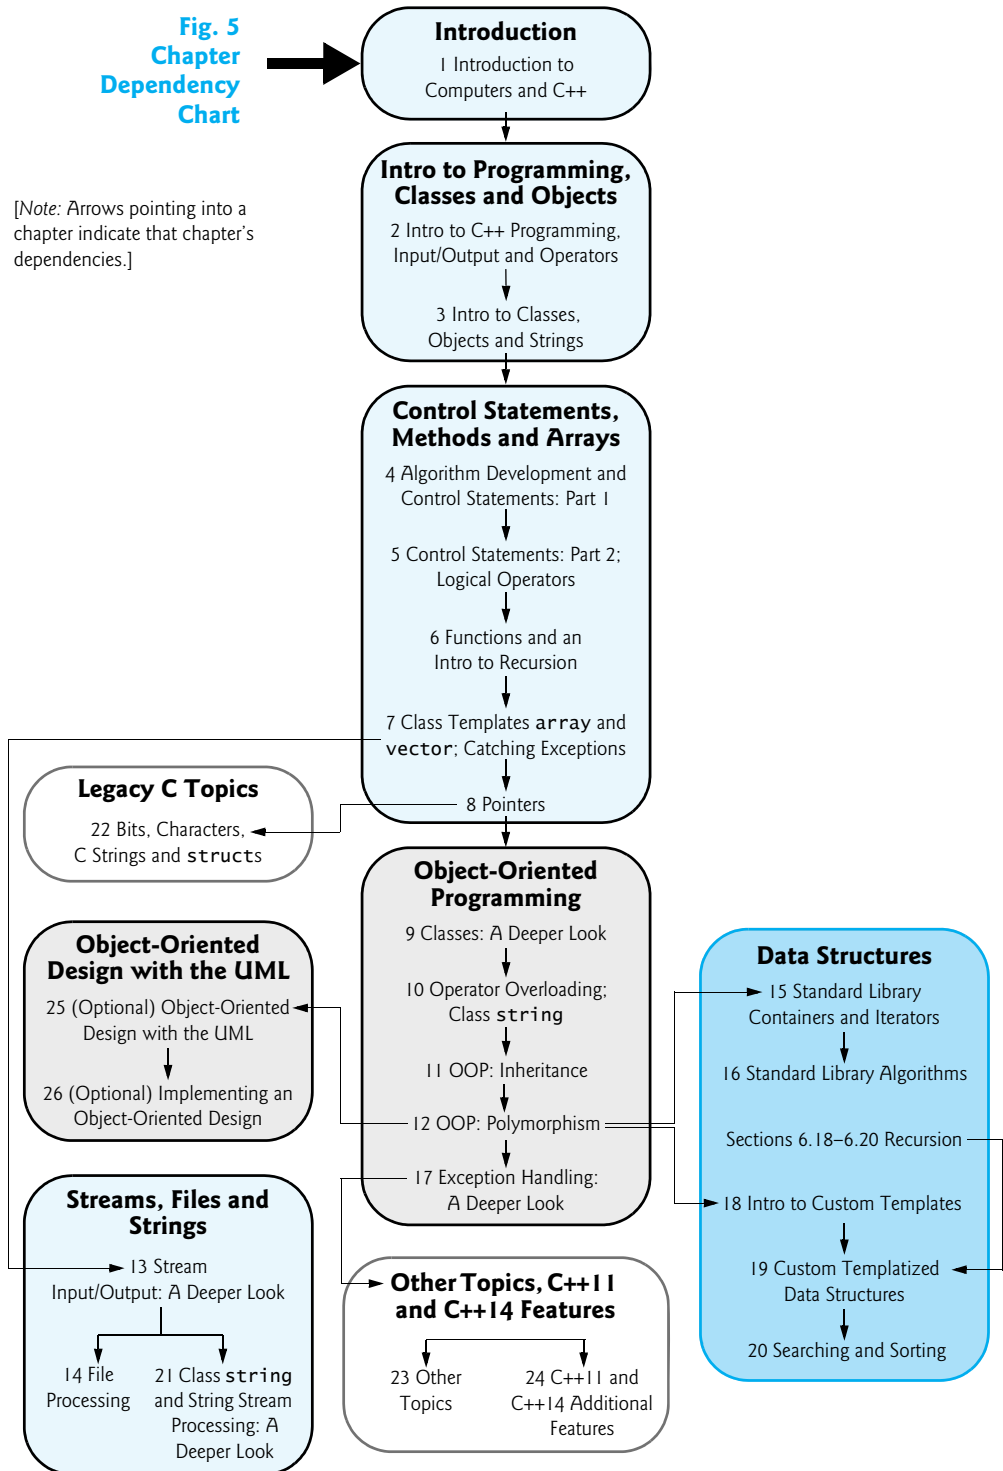 Fig. 5
Chapter
Dependency
Chart
[Note: Arrows pointing into a
chapter indicate that chapter's
dependencies.]
Introduction
1 Introduction to
Computers and C++
Intro to Programming,
Classes and Objects
2 Intro to C++ Programming,
Input/Output and Operators
3 Intro to Classes,
Objects and Strings
Control Statements,
Methods and Arrays
4 Algorithm Development and
Control Statements: Part 1
5 Control Statements: Part 2;
Logical Operators
6 Functions and an
Intro to Recursion
7 Class Templates array and
vector; Catching Exceptions
8 Pointers
Legacy C Topics
22 Bits, Characters,
C Strings and structs
Object-Oriented
Programming
9 Classes: A Deeper Look
10 Operator Overloading;
Class string
11 OOP: Inheritance
12 OOP: Polymorphism
17 Exception Handling:
A Deeper Look
Object-Oriented
Design with the UML
25 (Optional) Object-Oriented
Design with the UML
26 (Optional) Implementing an
Object-Oriented Design
Data Structures
15 Standard Library
Containers and Iterators
16 Standard Library Algorithms
Sections 6.18–6.20 Recursion
18 Intro to Custom Templates
19 Custom Templatized
Data Structures
20 Searching and Sorting
Streams, Files and
Strings
13 Stream
Input/Output: A Deeper Look
14 File
Processing
21 Class string
and String Stream
Processing: A
Deeper Look
Other Topics, C++11
and C++14 Features
23 Other
Topics
24 C++11 and
C++14 Additional
Features